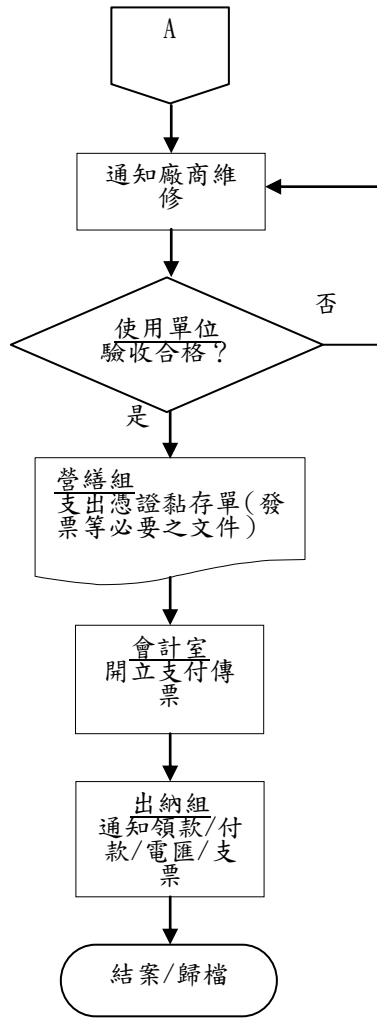 A
通知廠商維
修
使用單位
驗收合格？
否
是
營繕組
支出憑證黏存單(發
票等必要之文件)
會計室
開立支付傳
票
出納組
通知領款/付
款/電匯/支
票
結案/歸檔